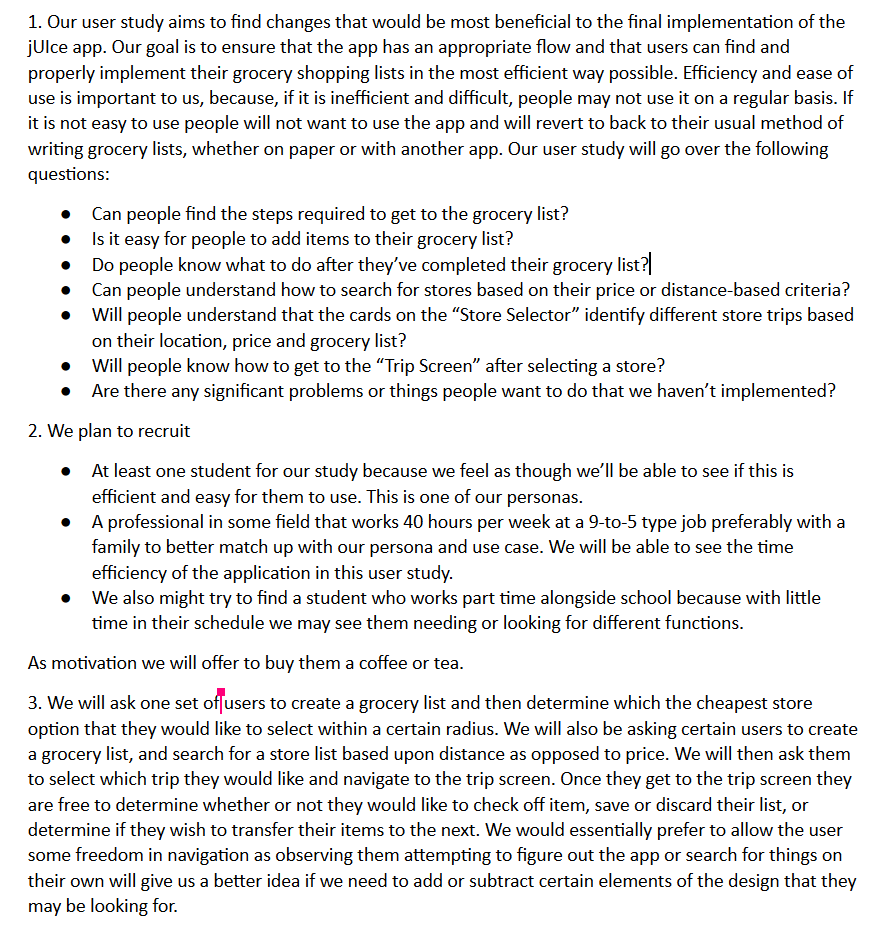 1. Our user study aims to find changes that would be most beneficial to the final implementation of the
jUIce app. Our goal is to ensure that the app has an appropriate flow and that users can find and
properly implement their grocery shopping lists in the most efficient way possible. Efficiency and ease of
use is important to us, because, if it is inefficient and difficult, people may not use it on a regular basis. If
it is not easy to use people will not want to use the app and will revert to back to their usual method of
writing grocery lists, whether on paper or with another app. Our user study will go over the following
questions:
● Can people find the steps required to get to the grocery list?
● Is it easy for people to add items to their grocery list?
● Do people know what to do after they've completed their grocery list?
● Can people understand how to search for stores based on their price or distance-based criteria?
● Will people understand that the cards on the “Store Selector” identify different store trips based
on their location, price and grocery list?
● Will people know how to get to the “Trip Screen” after selecting a store?
● Are there any significant problems or things people want to do that we haven't implemented?
2. We plan to recruit
● At least one student for our study because we feel as though we'll be able to see if this is
efficient and easy for them to use. This is one of our personas.
● A professional in some field that works 40 hours per week at a 9-to-5 type job preferably with a
family to better match up with our persona and use case. We will be able to see the time
efficiency of the application in this user study.
● We also might try to find a student who works part time alongside school because with little
time in their schedule we may see them needing or looking for different functions.
As motivation we will offer to buy them a coffee or tea.
3. We will ask one set of users to create a grocery list and then determine which the cheapest store
option that they would like to select within a certain radius. We will also be asking certain users to create
a grocery list, and search for a store list based upon distance as opposed to price. We will then ask them
to select which trip they would like and navigate to the trip screen. Once they get to the trip screen they
are free to determine whether or not they would like to check off item, save or discard their list, or
determine if they wish to transfer their items to the next. We would essentially prefer to allow the user
some freedom in navigation as observing them attempting to figure out the app or search for things on
their own will give us a better idea if we need to add or subtract certain elements of the design that they
may be looking for.